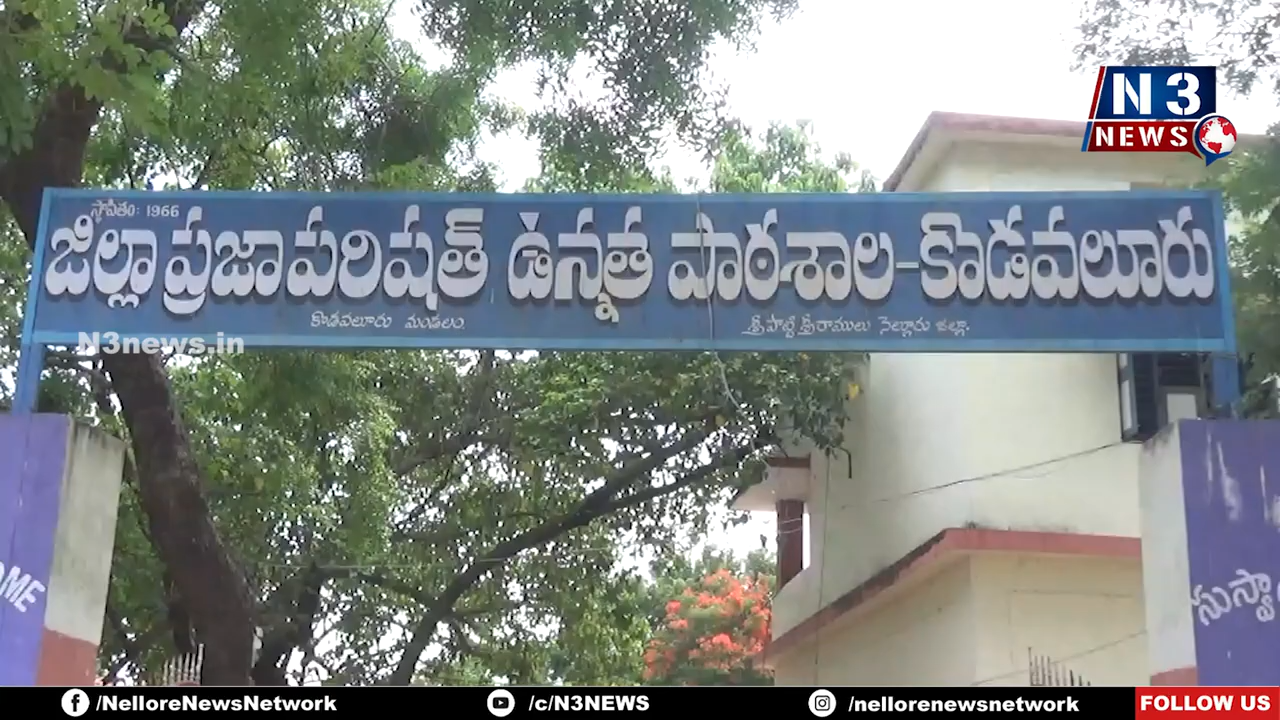 N3
NEWS
స్థాపితం: 1966
జిల్లా ప్రజా పరిషత్ ఉన్నత పాఠశాల - కొడవలూరు
కొడవలూరు మండలం. శ్రీ పొట్టి శ్రీరాములు నెల్లూరు జిల్లా.
N3news.in
OME
సుస్వా
/NelloreNewsNetwork /c/N3NEWS /nellorenewsnetwork FOLLOW US